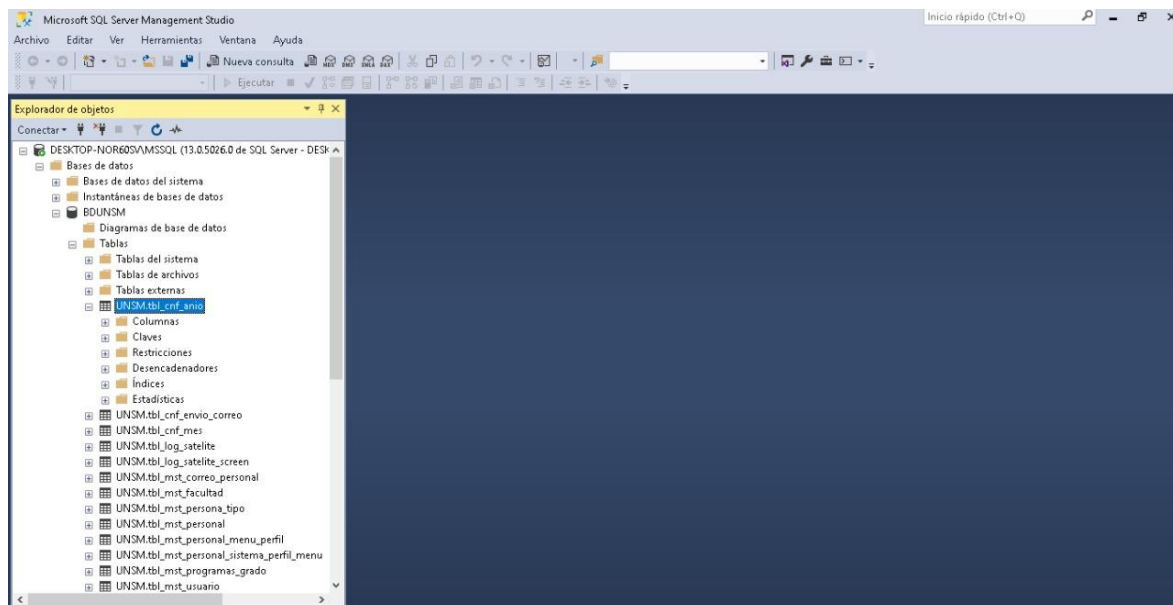 Microsoft SQL Server Management Studio
Inicio rápido (Ctrl+Q)
Archivo Editar Ver Herramientas Ventana Ayuda
Nueva consulta
Ejecutar
Explorador de objetos
Conectar
DESKTOP-NOR60SV\MSSQL (13.0.5026.0 de SQL Server - DESK
Bases de datos
Bases de datos del sistema
Instantáneas de bases de datos
BDUNSM
Diagramas de base de datos
Tablas
Tablas del sistema
Tablas de archivos
Tablas externas
UNSM.tbl_cnf_anio
Columnas
Claves
Restricciones
Desencadenadores
Índices
Estadísticas
UNSM.tbl_cnf_envio_correo
UNSM.tbl_cnf_mes
UNSM.tbl_log_satelite
UNSM.tbl_log_satelite_screen
UNSM.tbl_mst_correo_personal
UNSM.tbl_mst_facultad
UNSM.tbl_mst_persona_tipo
UNSM.tbl_mst_personal
UNSM.tbl_mst_personal_menu_perfil
UNSM.tbl_mst_personal_sistema_perfil_menu
UNSM.tbl_mst_programas_grado
UNSM.tbl_mst_usuario